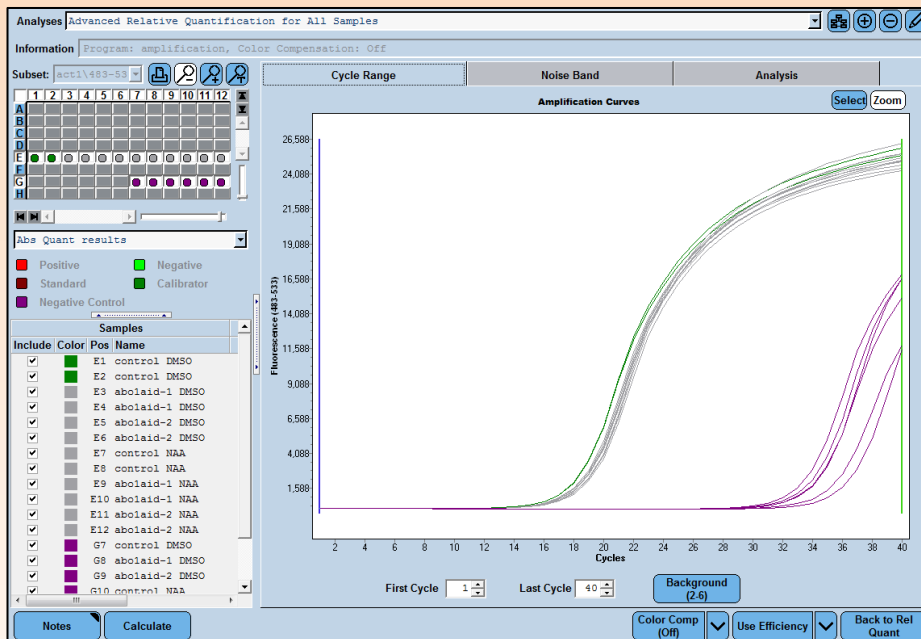 Analyses Advanced Relative Quantification for All Samples
Information Program: amplification, Color Compensation: Off
Subset: act1\483-53
1 2 3 4 5 6 7 8 9 10 11 12
A
B
C
D
E
F
G
H
Abs Quant results
Positive Negative
Standard Calibrator
Negative Control
Samples
Include Color Pos Name
E1 control DMSO
E2 control DMSO
E3 abo1aid-1 DMSO
E4 abo1aid-1 DMSO
E5 abo1aid-2 DMSO
E6 abo1aid-2 DMSO
E7 control NAA
E8 control NAA
E9 abo1aid-1 NAA
E10 abo1aid-1 NAA
E11 abo1aid-2 NAA
E12 abo1aid-2 NAA
G7 control DMSO
G8 abo1aid-1 DMSO
G9 abo1aid-2 DMSO
G10 control NAA
Notes Calculate
Cycle Range Noise Band Analysis
Amplification Curves
Select Zoom
Fluorescence (483-533)
26,588
24,088
21,588
19,088
16,588
14,088
11,588
9,088
6,588
4,088
1,588
2 4 6 8 10 12 14 16 18 20 22 24 26 28 30 32 34 36 38 40
Cycles
First Cycle 1 Last Cycle 40 Background
(2-6)
Color Comp
(Off)
Use Efficiency
Back to Rel
Quant